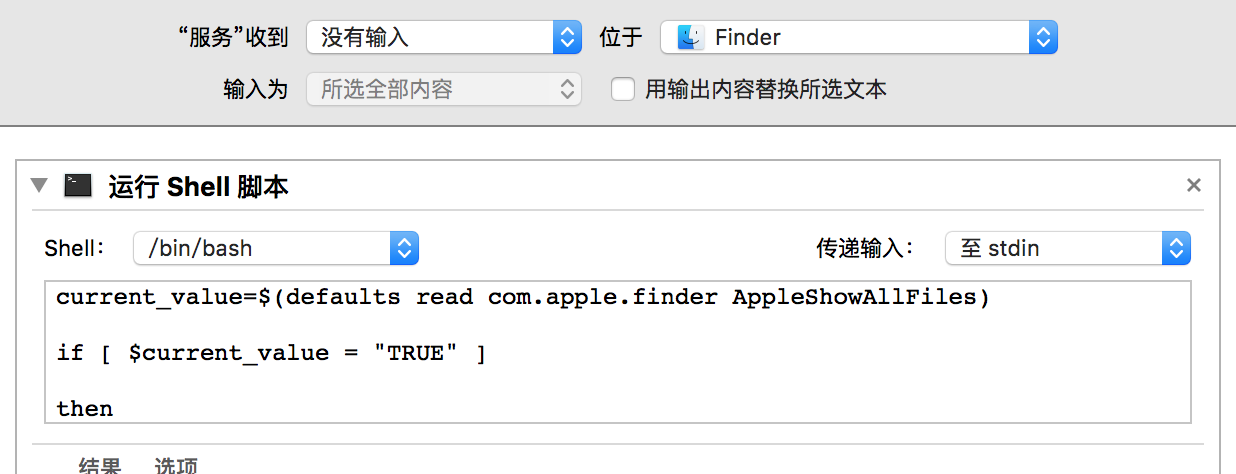 “服务”收到 没有输入 位于 Finder
输入为 所选全部内容 用输出内容替换所选文本
运行 Shell 脚本
Shell: /bin/bash 传递输入: 至 stdin
current_value=$(defaults read com.apple.finder AppleShowAllFiles)
if [ $current_value = "TRUE" ]
then
结果 选项